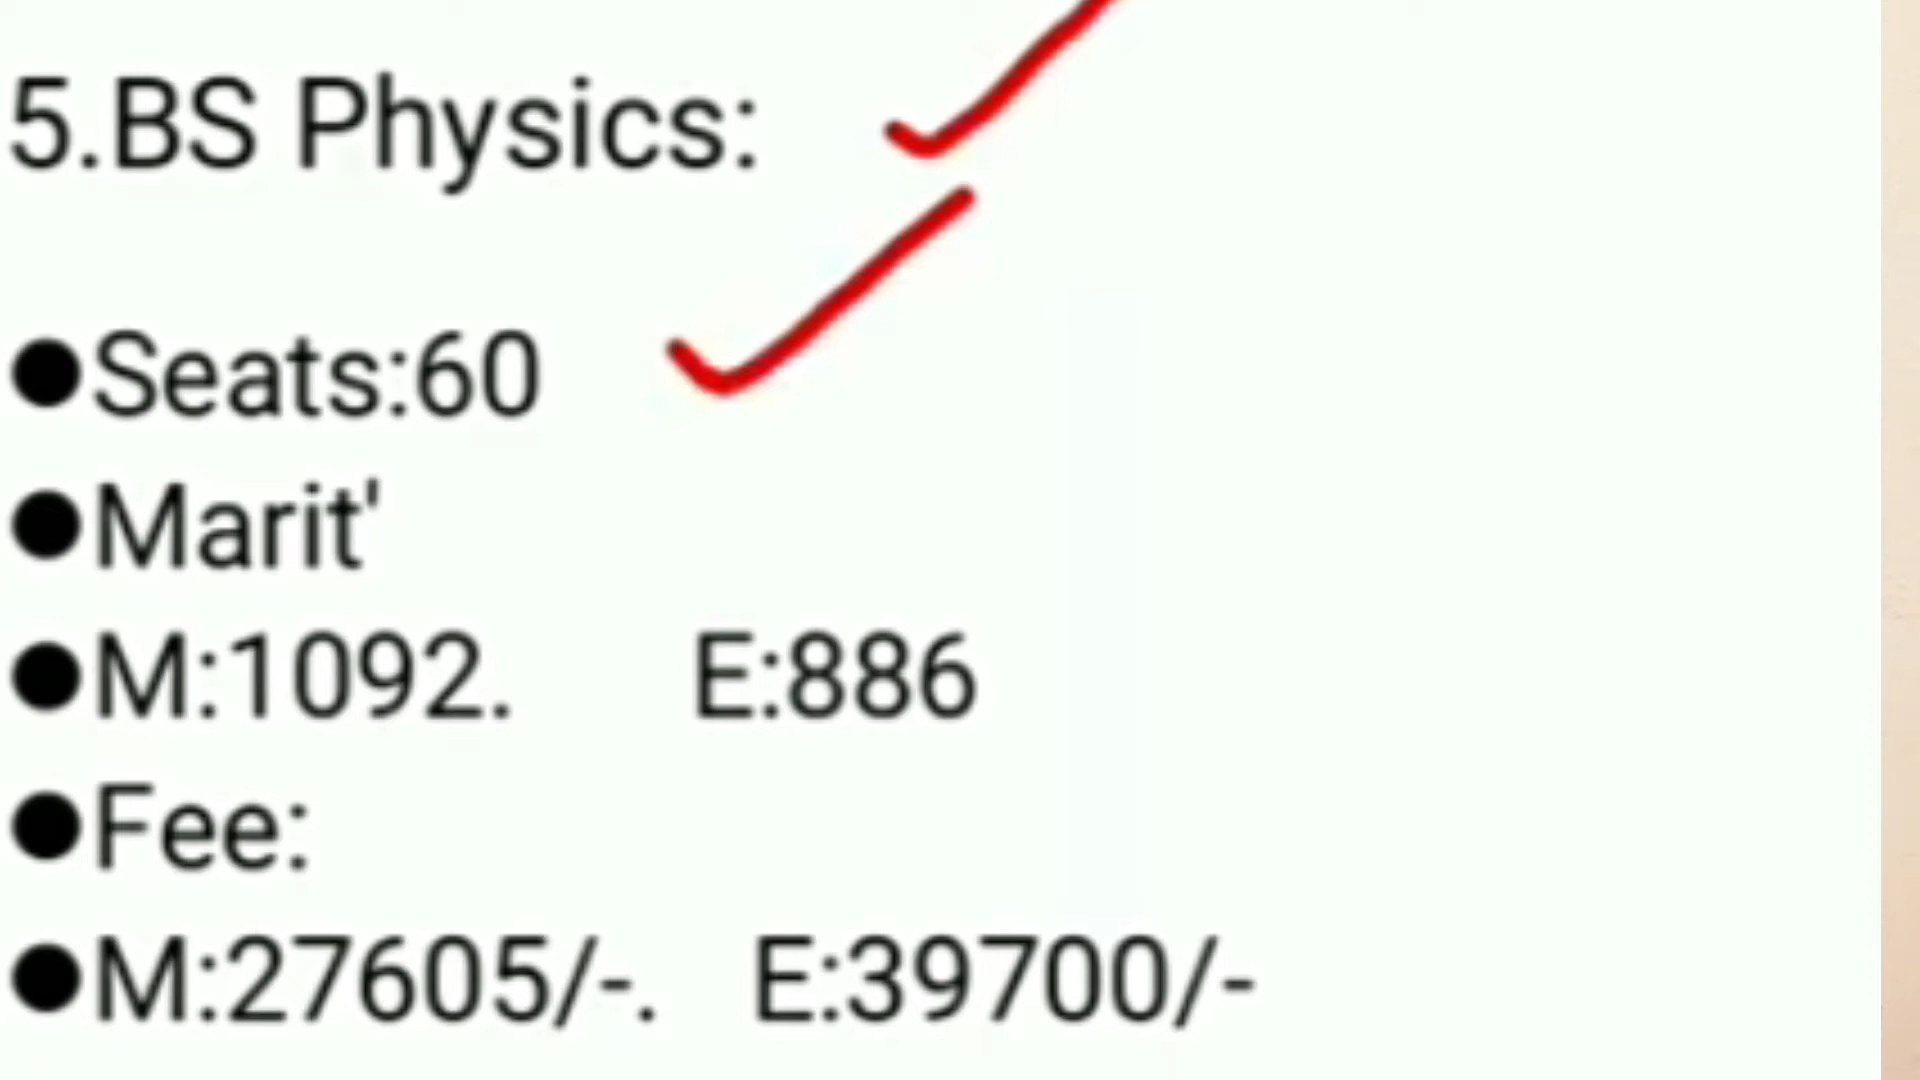 5.BS Physics:
●Seats:60
●Marit'
●M:1092. E:886
●Fee:
●M:27605/-. E:39700/-